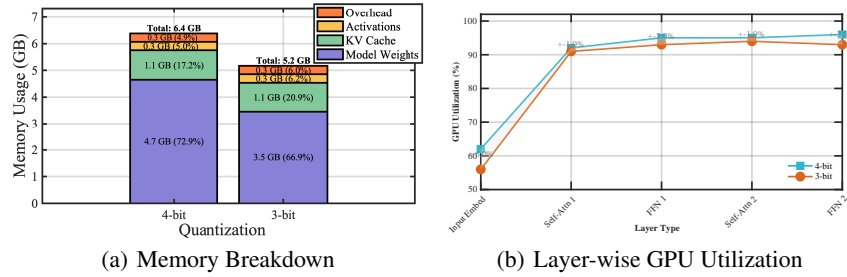 Memory Usage (GB)
7
6
5
4
3
2
1
0
Total: 6.4 GB
0.3 GB (4.9%)
0.3 GB (5.0%)
1.1 GB (17.2%)
4.7 GB (72.9%)
Total: 5.2 GB
0.3 GB (6.0%)
0.3 GB (6.2%)
1.1 GB (20.9%)
3.5 GB (66.9%)
Overhead
Activations
KV Cache
Model Weights
4-bit
3-bit
Quantization
(a) Memory Breakdown
GPU Utilization (%)
100
90
80
70
60
50
4-bit
3-bit
Input Embed
Self-Attn 1
FFN 1
Self-Attn 2
FFN 2
Layer Type
(b) Layer-wise GPU Utilization